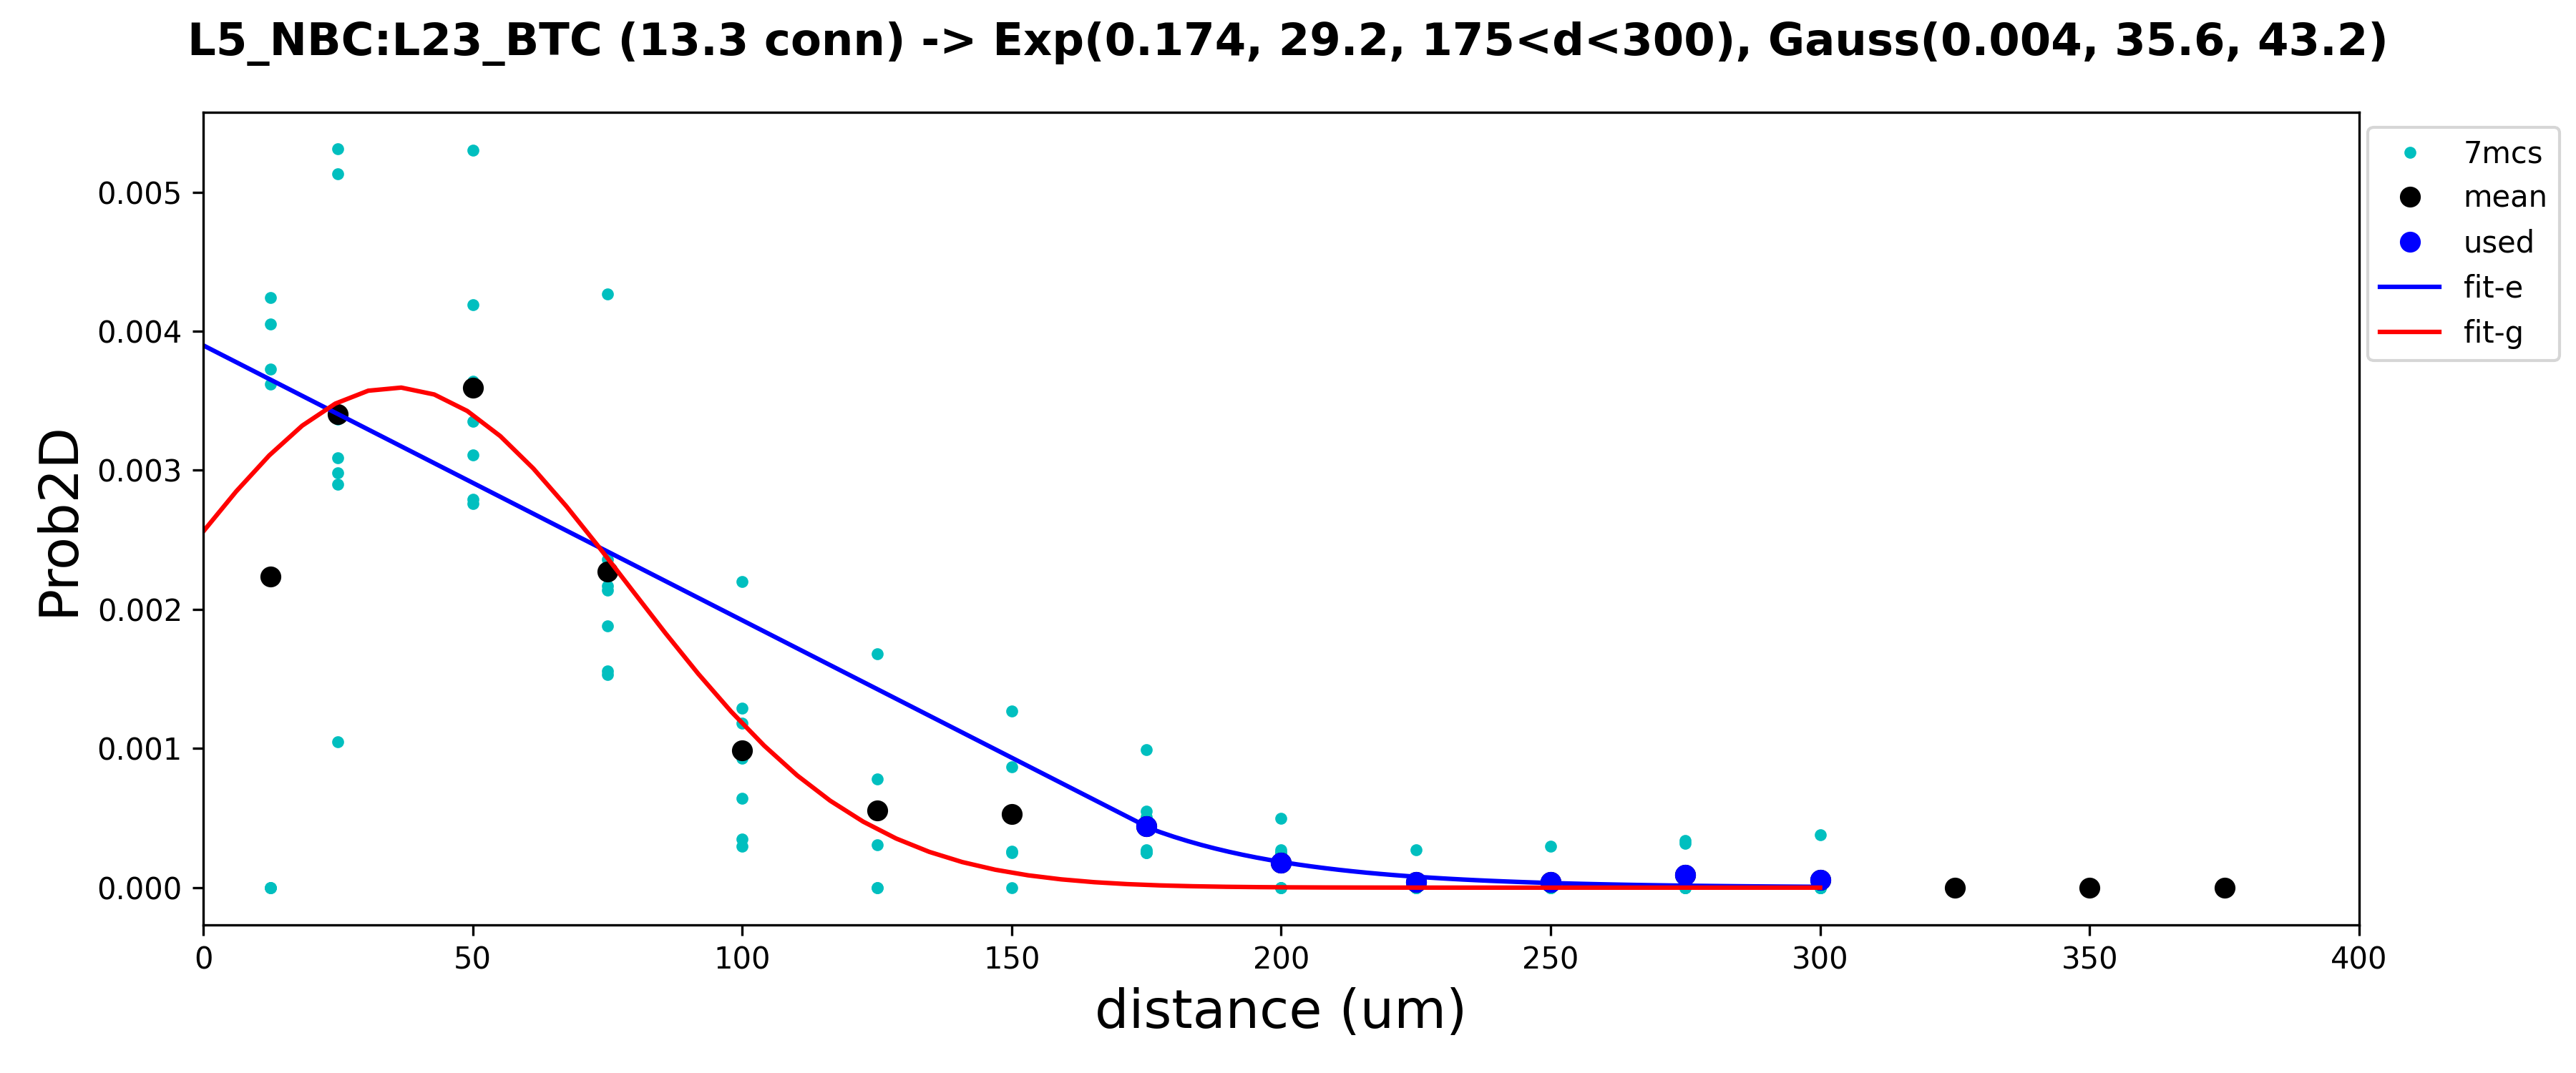 L5_NBC:L23_BTC (13.3 conn) -> Exp(0.174, 29.2, 175<d<300), Gauss(0.004, 35.6, 43.2)
7mcs
mean
used
fit-e
fit-g
Prob2D
0.005
0.004
0.003
0.002
0.001
0.000
0 50 100 150 200 250 300 350 400
distance (um)